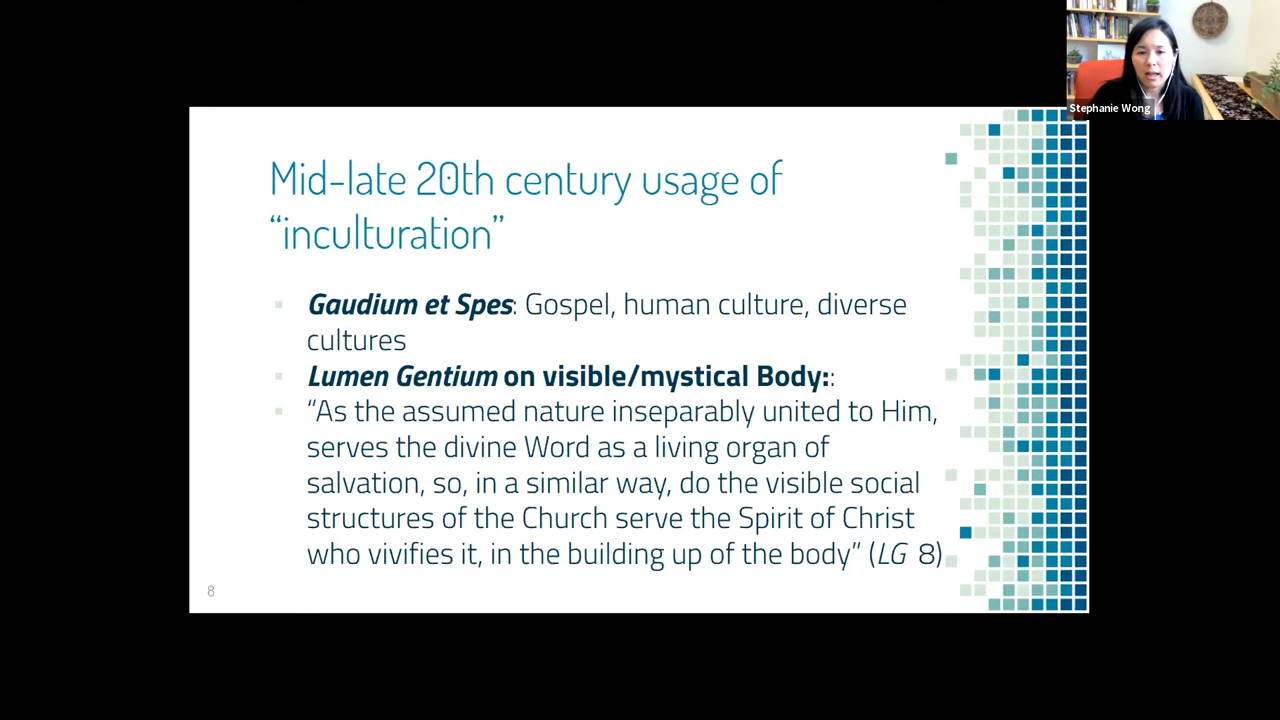 Stephanie Wong
Mid-late 20th century usage of
“inculturation”
Gaudium et Spes: Gospel, human culture, diverse
cultures
Lumen Gentium on visible/mystical Body::
“As the assumed nature inseparably united to Him,
serves the divine Word as a living organ of
salvation, so, in a similar way, do the visible social
structures of the Church serve the Spirit of Christ
who vivifies it, in the building up of the body” (LG 8)
8